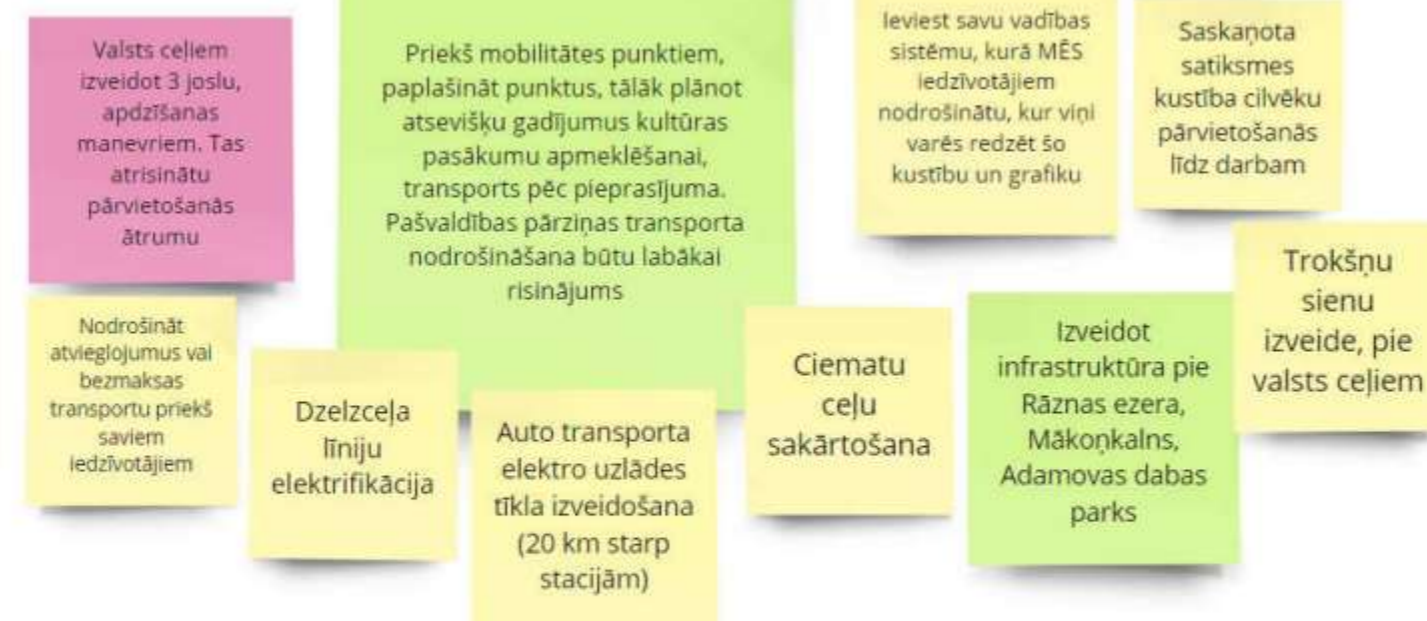 Valsts ceļiem
izveidot 3 joslu,
apdzīšanas
manevriem. Tas
atrisinātu
pārvietošanās
ātrumu
Priekš mobilitātes punktiem,
paplašināt punktus, tālāk plānot
atsevišķu gadījumus kultūras
pasākumu apmeklēšanai,
transports pēc pieprasījuma.
Pašvaldības pārziņas transporta
nodrošināšana būtu labākai
risinājums
Ieviest savu vadības
sistēmu, kurā MĒS
iedzīvotājiem
nodrošinātu, kur viņi
varēs redzēt šo
kustību un grafiku
Saskaņota
satiksmes
kustība cilvēku
pārvietošanās
līdz darbam
Nodrošināt
atvieglojumus vai
bezmaksas
transportu priekš
saviem
iedzīvotājiem
Dzelzceļa
līniju
elektrifikācija
Auto transporta
elektro uzlādes
tīkla izveidošana
(20 km starp
stacijām)
Ciematu
ceļu
sakārtošana
Izveidot
infrastruktūra pie
Rāznas ezera,
Mākoņkalns,
Adamovas dabas
parks
Trokšņu
sienu
izveide, pie
valsts ceļiem